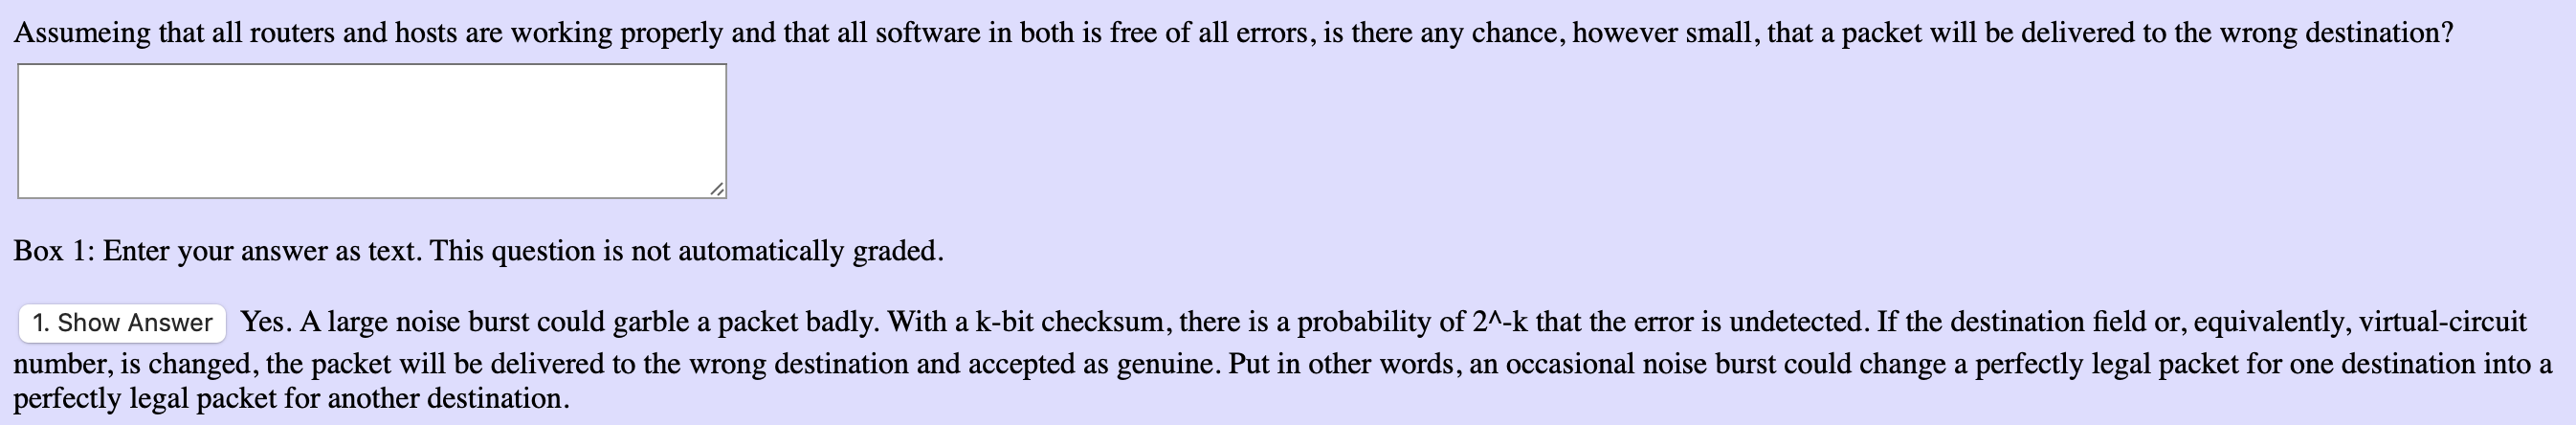 Assumeing that all routers and hosts are working properly and that all software in both is free of all errors, is there any chance, however small, that a packet will be delivered to the wrong destination?
Box 1: Enter your answer as text. This question is not automatically graded.
1. Show Answer Yes. A large noise burst could garble a packet badly. With a k-bit checksum, there is a probability of 2^-k that the error is undetected. If the destination field or, equivalently, virtual-circuit
number, is changed, the packet will be delivered to the wrong destination and accepted as genuine. Put in other words, an occasional noise burst could change a perfectly legal packet for one destination into a
perfectly legal packet for another destination.